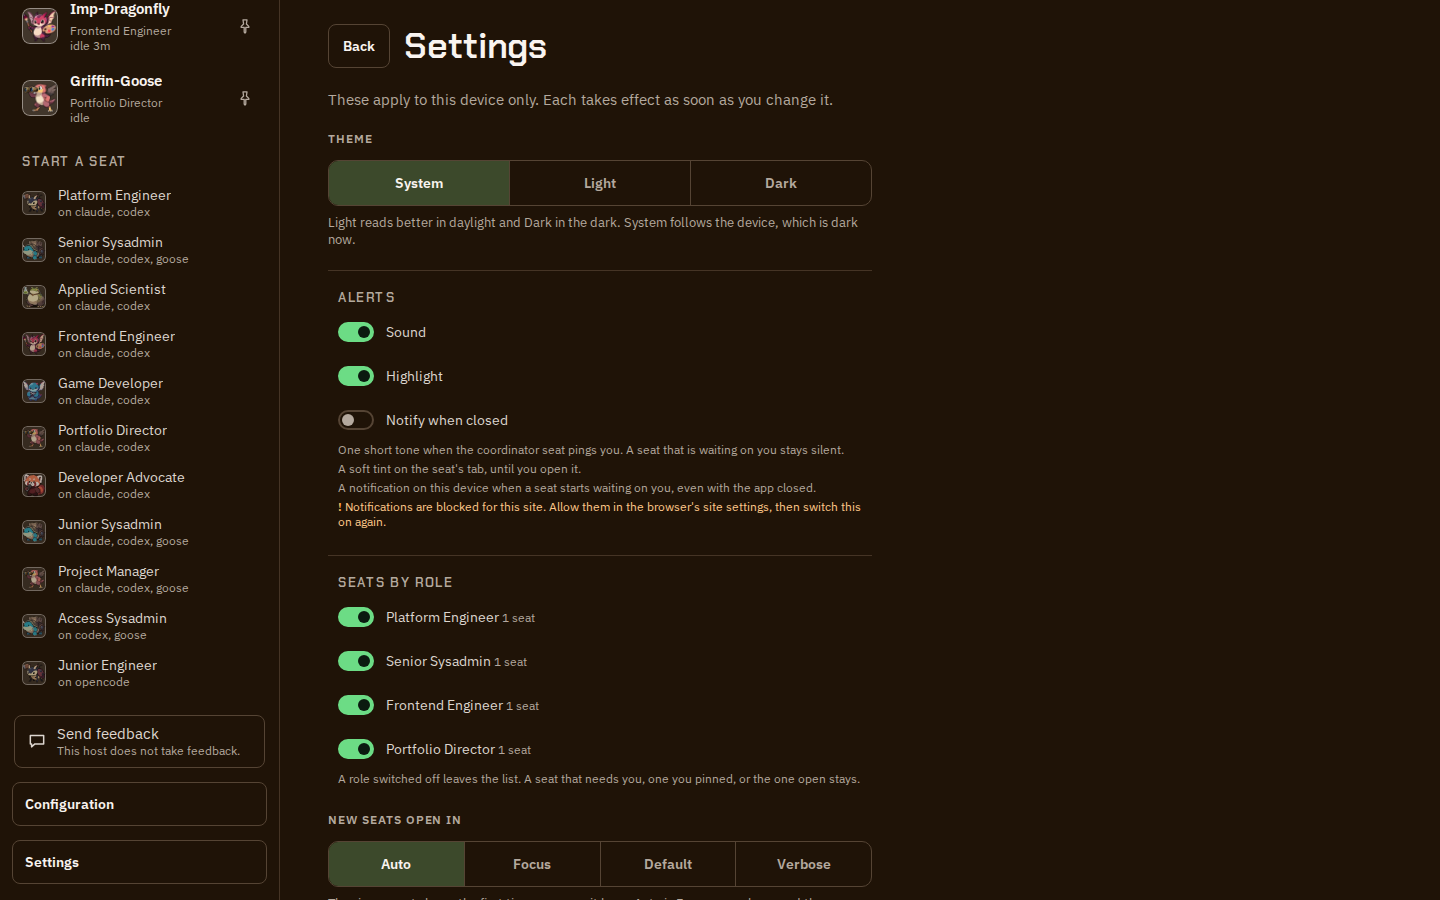 Imp-Dragonfly
Frontend Engineer
idle 3m
Griffin-Goose
Portfolio Director
idle
START A SEAT
Platform Engineer
on claude, codex
Senior Sysadmin
on claude, codex, goose
Applied Scientist
on claude, codex
Frontend Engineer
on claude, codex
Game Developer
on claude, codex
Portfolio Director
on claude, codex
Developer Advocate
on claude, codex
Junior Sysadmin
on claude, codex, goose
Project Manager
on claude, codex, goose
Access Sysadmin
on codex, goose
Junior Engineer
on opencode
Send feedback
This host does not take feedback.
Configuration
Settings
Back
Settings
These apply to this device only. Each takes effect as soon as you change it.
THEME
System
Light
Dark
Light reads better in daylight and Dark in the dark. System follows the device, which is dark
now.
ALERTS
Sound
Highlight
Notify when closed
One short tone when the coordinator seat pings you. A seat that is waiting on you stays silent.
A soft tint on the seat's tab, until you open it.
A notification on this device when a seat starts waiting on you, even with the app closed.
! Notifications are blocked for this site. Allow them in the browser's site settings, then switch this
on again.
SEATS BY ROLE
Platform Engineer 1 seat
Senior Sysadmin 1 seat
Frontend Engineer 1 seat
Portfolio Director 1 seat
A role switched off leaves the list. A seat that needs you, one you pinned, or the one open stays.
NEW SEATS OPEN IN
Auto
Focus
Default
Verbose